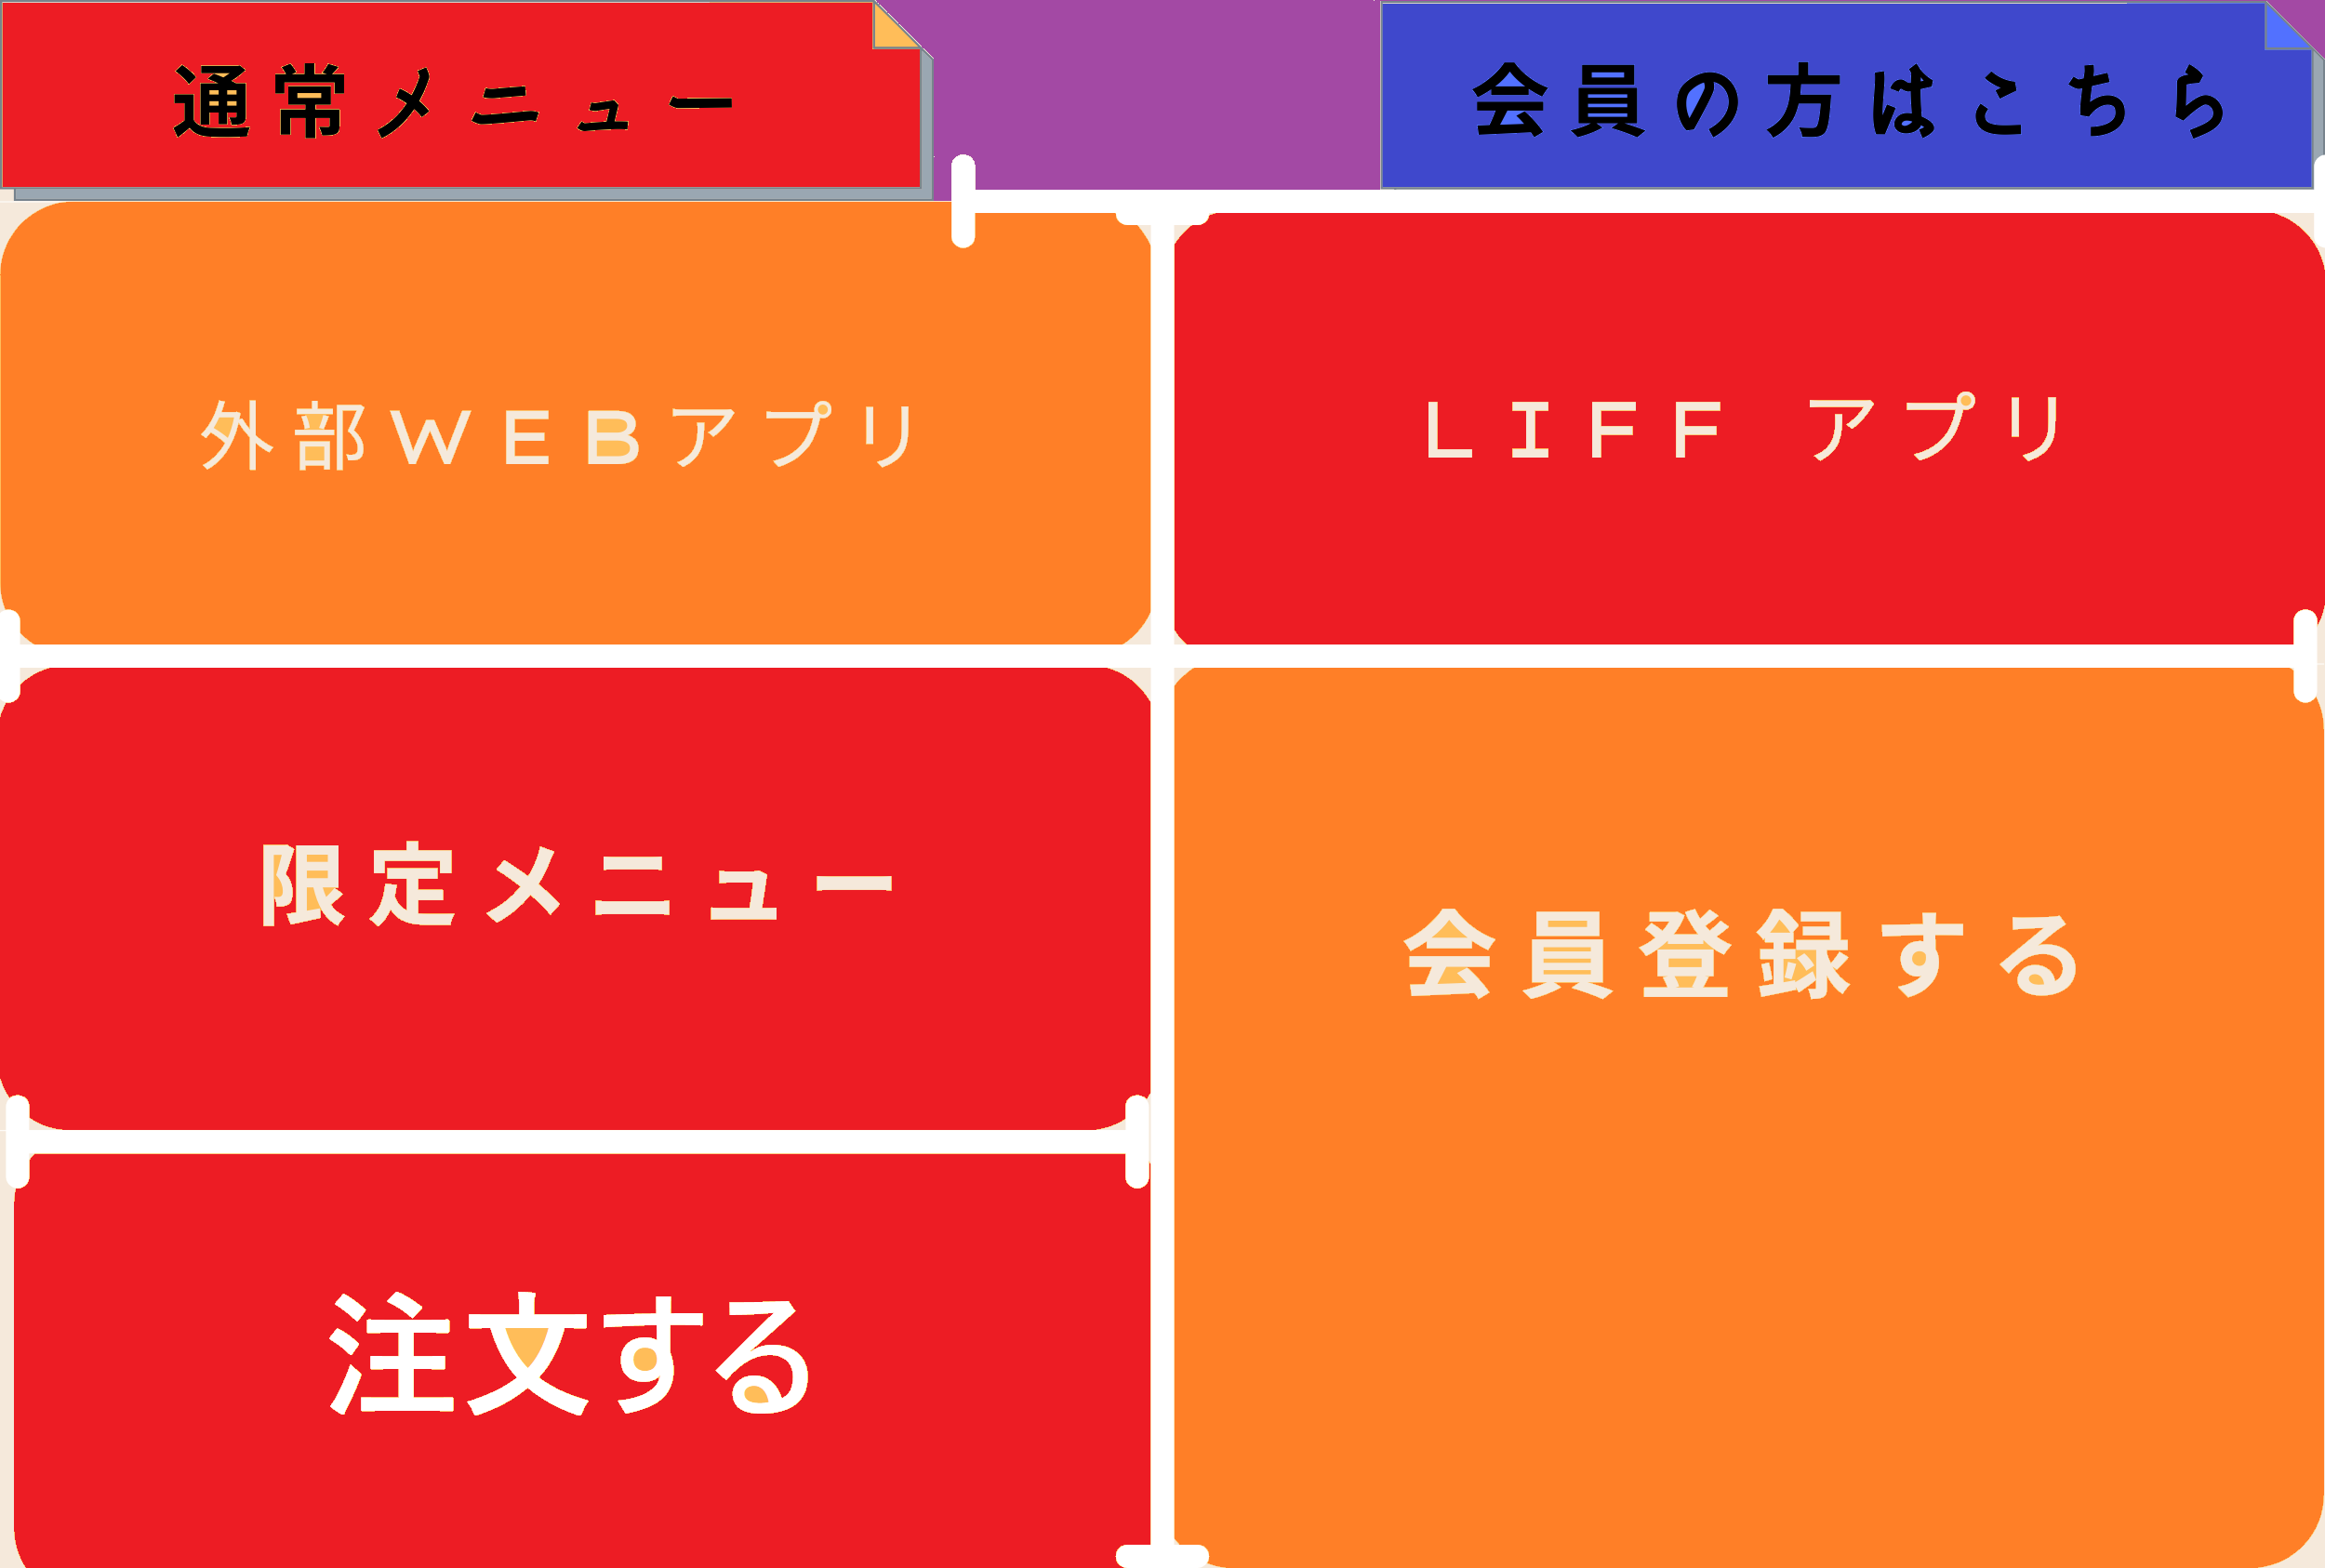 通常メニュー
会員の方はこちら
外部WEBアプリ
LIFF アプリ
限定メニュー
会員登録する
注文する